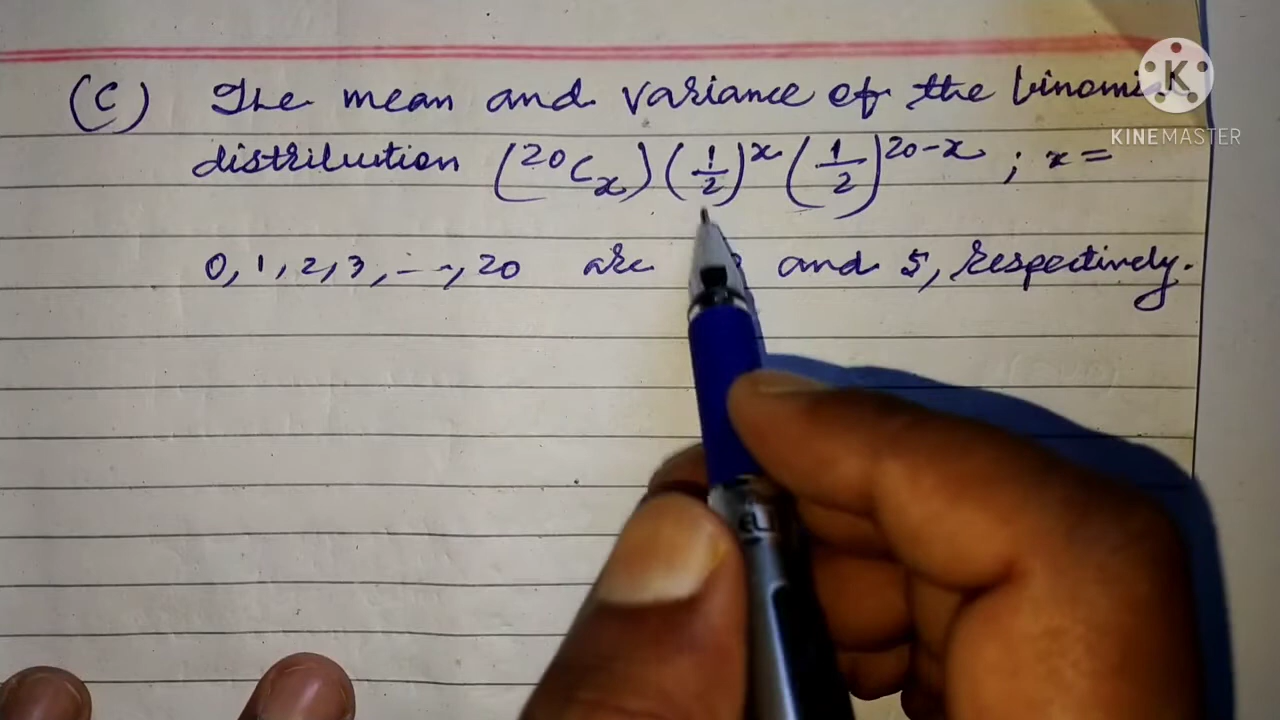 (C) The mean and variance of the
distribution (²⁰Cₓ) (1/2)ˣ (1/2)²⁰⁻ˣ ; x =
0, 1, 2, 3, ..., 20 are and 5, respectively.
K
KINEMASTER